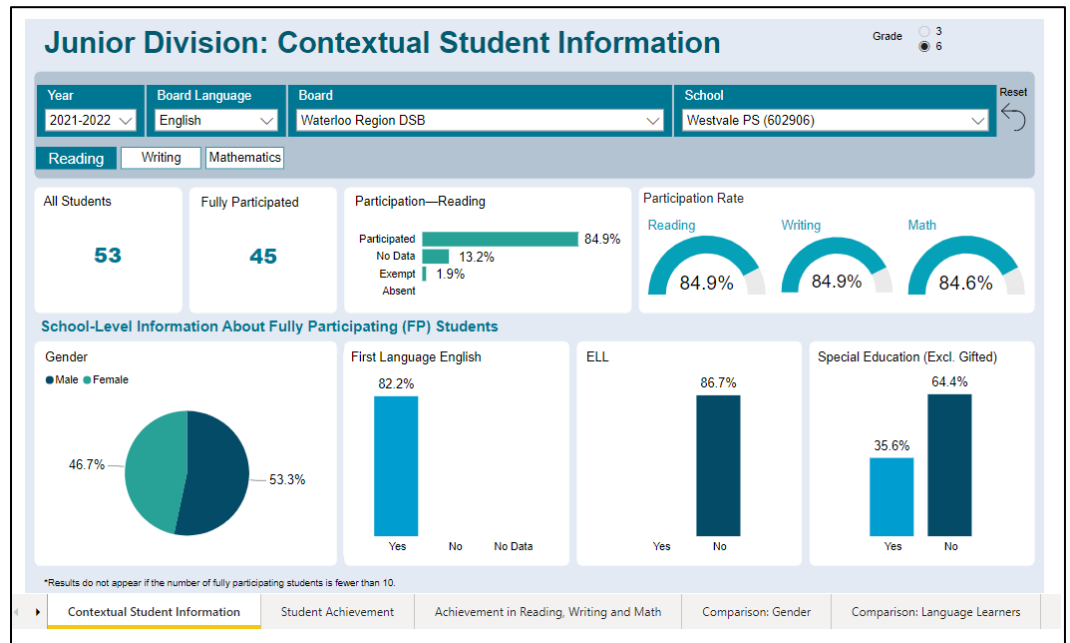 Junior Division: Contextual Student Information
Grade
3
6
Year
Board Language
Board
School
Reset
2021-2022
English
Waterloo Region DSB
Westvale PS (602906)
Reading
Writing
Mathematics
All Students
53
Fully Participated
45
Participation—Reading
Participated 84.9%
No Data 13.2%
Exempt 1.9%
Absent
Participation Rate
Reading
Writing
Math
84.9%
84.9%
84.6%
School-Level Information About Fully Participating (FP) Students
Gender
Male Female
46.7%
53.3%
First Language English
82.2%
Yes No No Data
ELL
86.7%
Yes No
Special Education (Excl. Gifted)
64.4%
35.6%
Yes No
*Results do not appear if the number of fully participating students is fewer than 10.
Contextual Student Information
Student Achievement
Achievement in Reading, Writing and Math
Comparison: Gender
Comparison: Language Learners